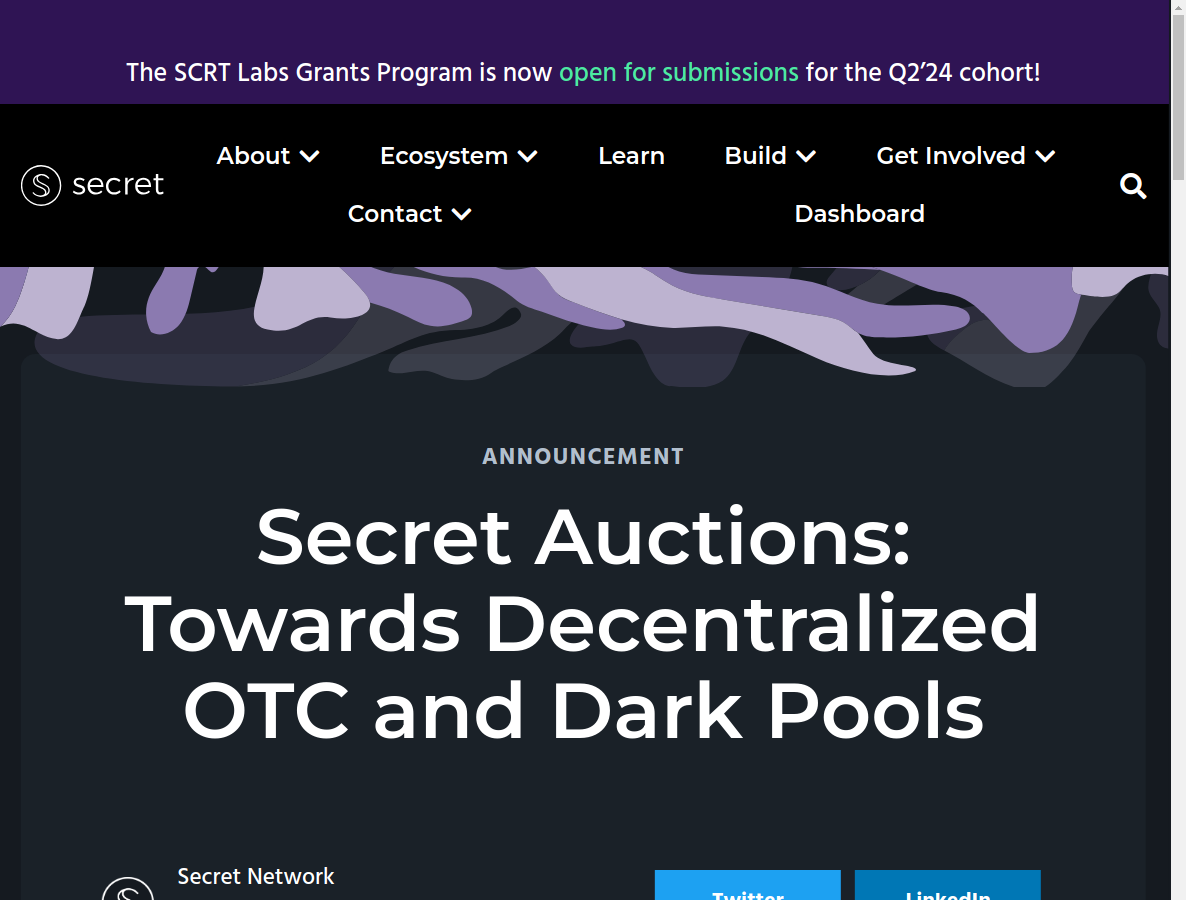 The SCRT Labs Grants Program is now open for submissions for the Q2’24 cohort!
secret
About
Ecosystem
Learn
Build
Get Involved
Contact
Dashboard
ANNOUNCEMENT
Secret Auctions:
Towards Decentralized
OTC and Dark Pools
Secret Network
Twitter
LinkedIn